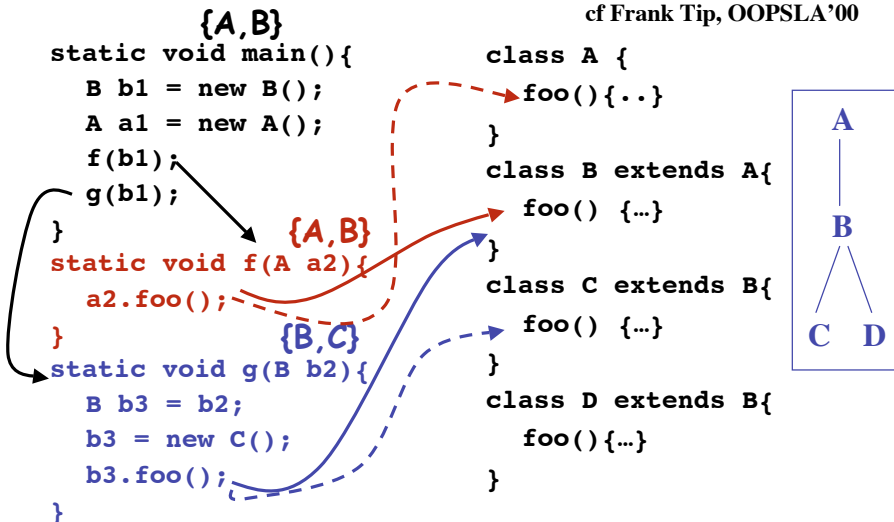 {A,B}
static void main(){
B b1 = new B();
A a1 = new A();
f(b1);
g(b1);
}
{A,B}
static void f(A a2){
a2.foo();
}
{B,C}
static void g(B b2){
B b3 = b2;
b3 = new C();
b3.foo();
}
cf Frank Tip, OOPSLA'00
class A {
foo(){..}
}
class B extends A{
foo() {…}
}
class C extends B{
foo() {…}
}
class D extends B{
foo(){…}
}
A
B
C D